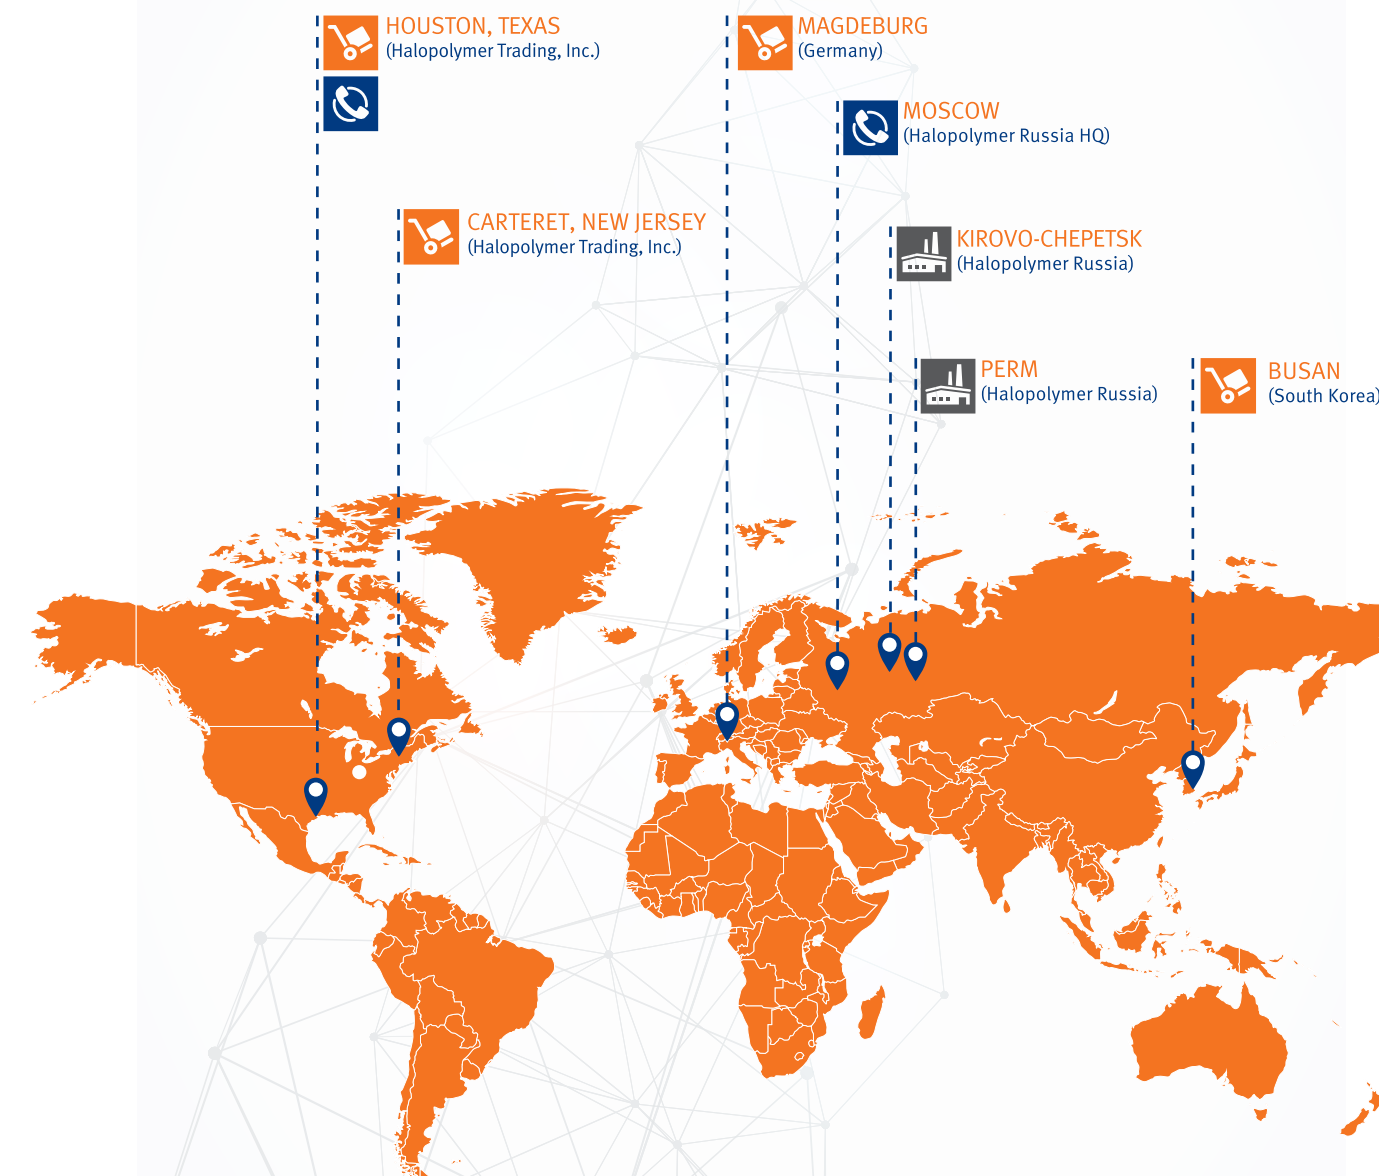 HOUSTON, TEXAS
(Halopolymer Trading, Inc.)
MAGDEBURG
(Germany)
MOSCOW
(Halopolymer Russia HQ)
CARTERET, NEW JERSEY
(Halopolymer Trading, Inc.)
KIROVO-CHEPETSK
(Halopolymer Russia)
PERM
(Halopolymer Russia)
BUSAN
(South Korea)